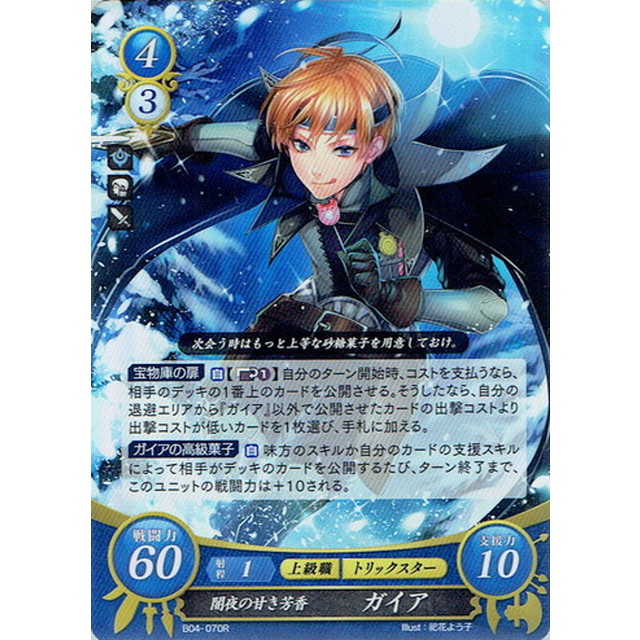 4
3
次会う時はもっと上等な砂糖菓子を用意しておけ。
宝物庫の扉 自【1】自分のターン開始時、コストを支払うなら、
相手のデッキの1番上のカードを公開させる。そうしたなら、自分の
退避エリアから『ガイア』以外で公開させたカードの出撃コストより
出撃コストが低いカードを1枚選び、手札に加える。
ガイアの高級菓子 自 味方のスキルか自分のカードの支援スキル
によって相手がデッキのカードを公開するたび、ターン終了まで、
このユニットの戦闘力は+10される。
戦闘力
60
射程 1 上級職 トリックスター
支援力
10
闇夜の甘き芳香 ガイア
B04-070R
Illust:祀花よう子